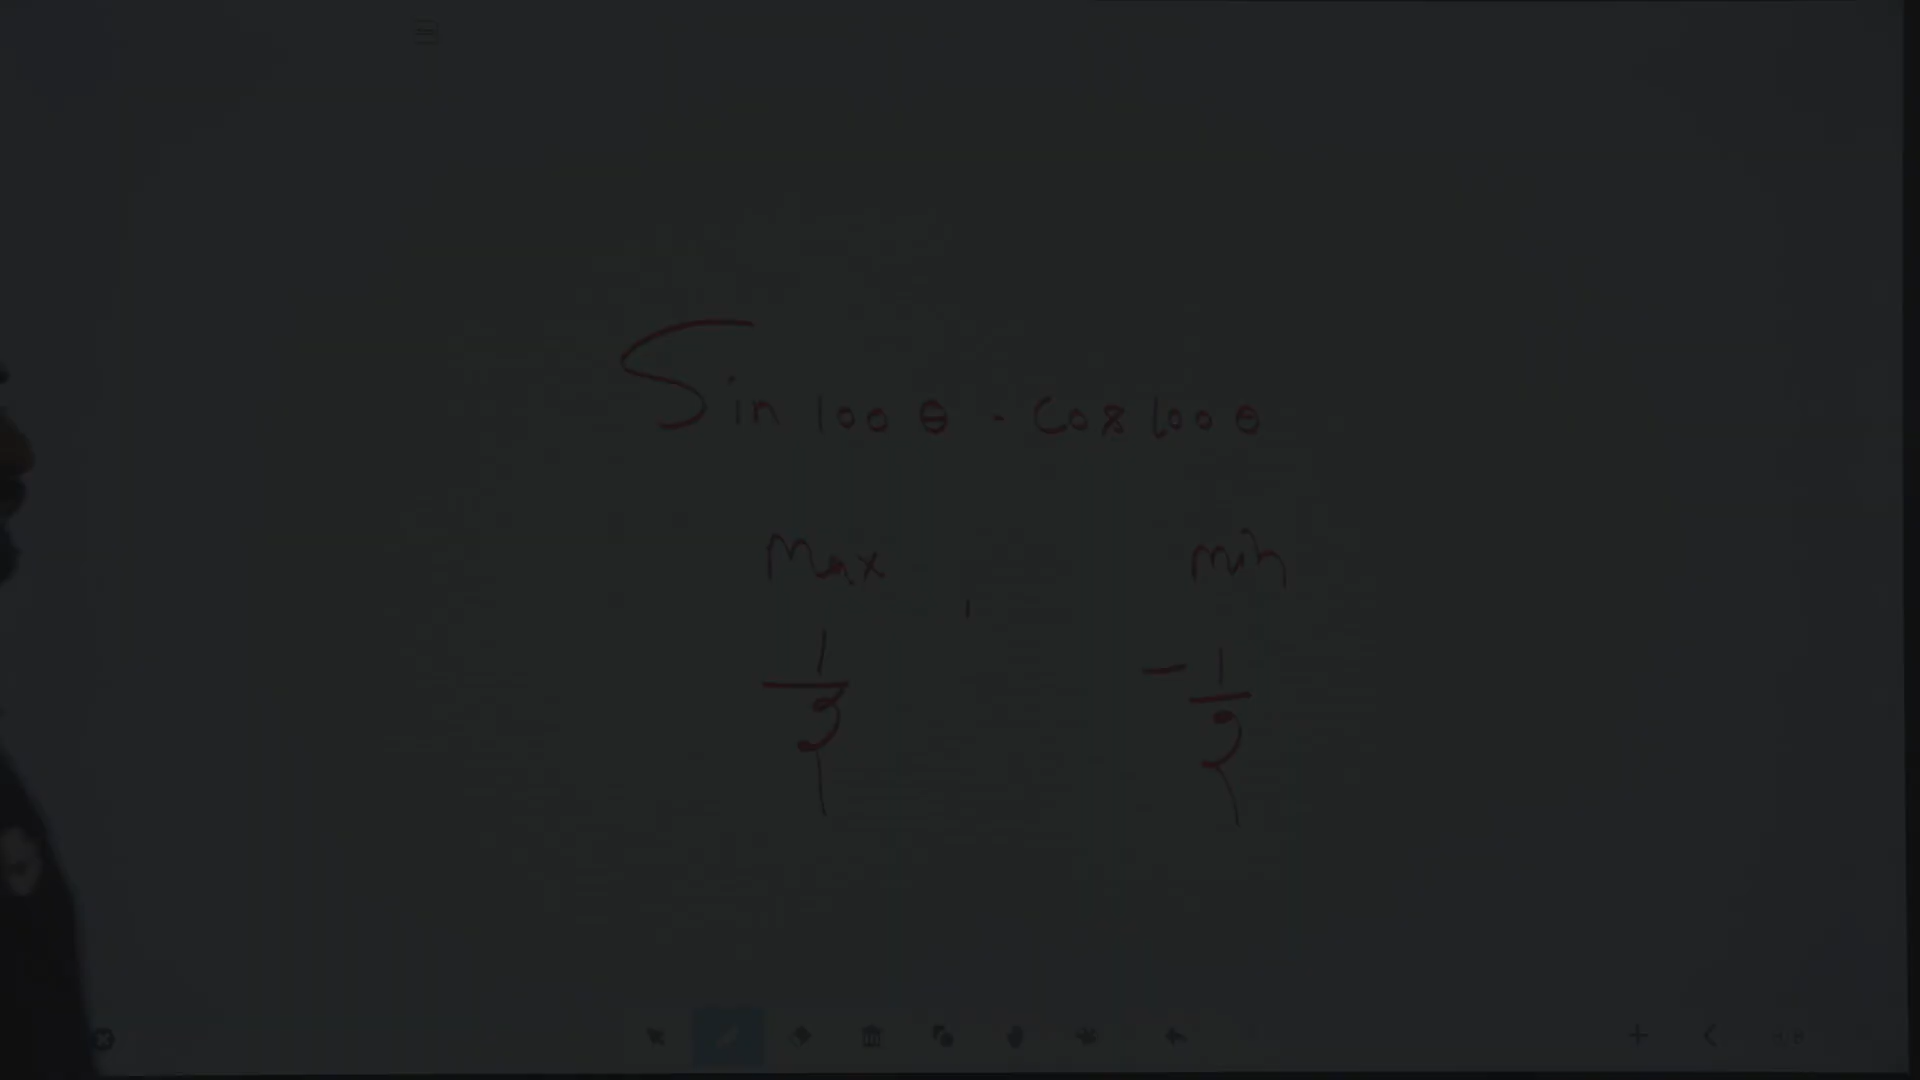 Sin 100 θ · cos 100 θ
Max min
1/2 -1/2